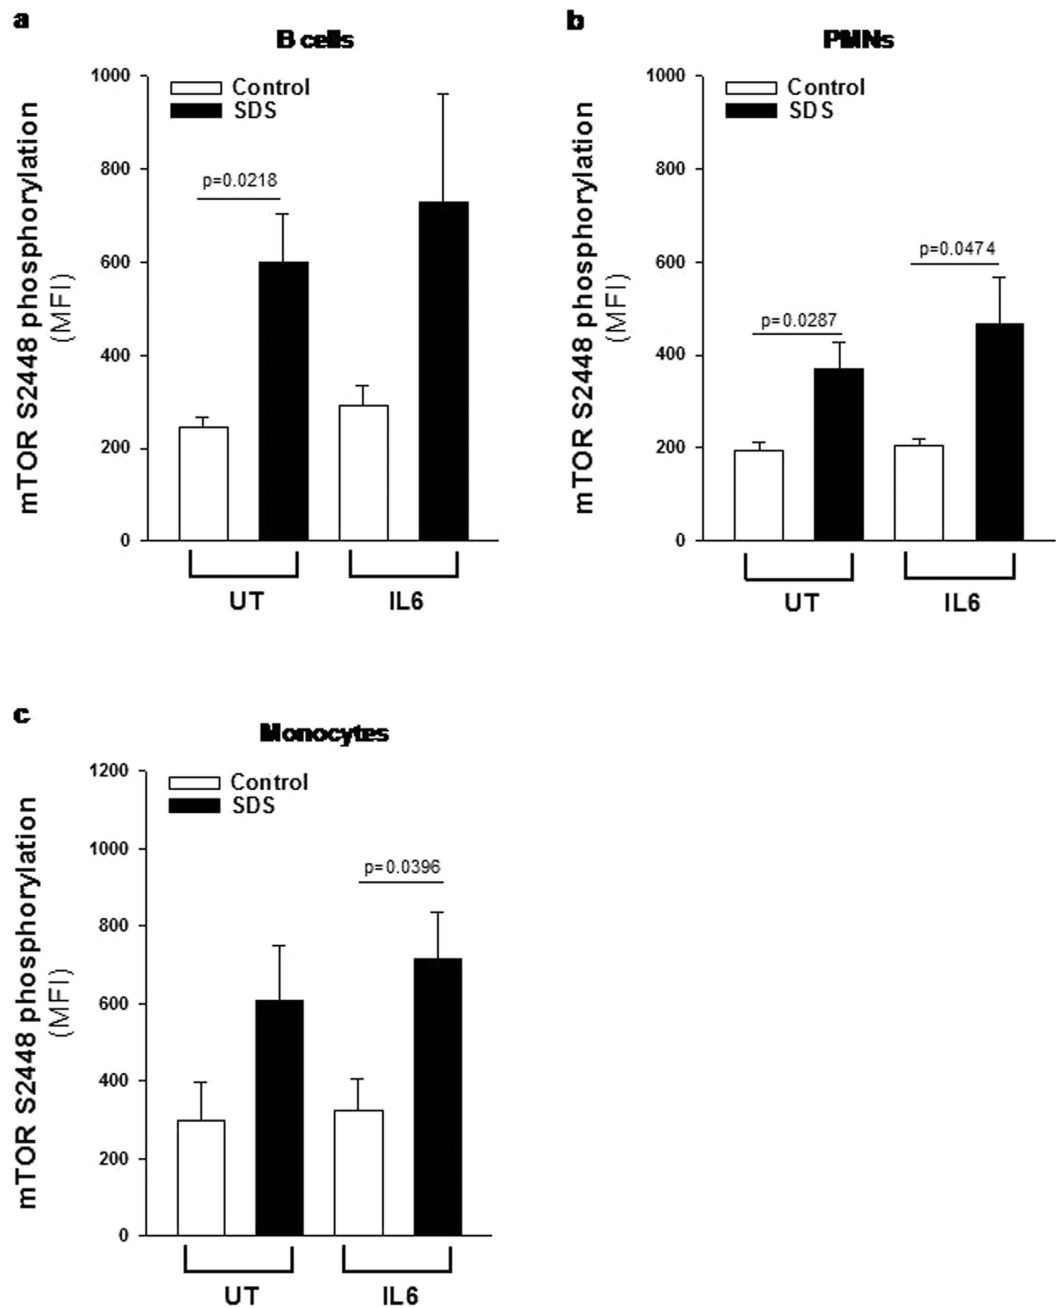 a
B cells
mTOR S2448 phosphorylation
(MFI)
1000
800
600
400
200
0
Control
SDS
p=0.0218
UT
IL6
b
PMNs
mTOR S2448 phosphorylation
(MFI)
1000
800
600
400
200
0
Control
SDS
p=0.0287
p=0.0474
UT
IL6
c
Monocytes
mTOR S2448 phosphorylation
(MFI)
1200
1000
800
600
400
200
0
Control
SDS
p=0.0396
UT
IL6